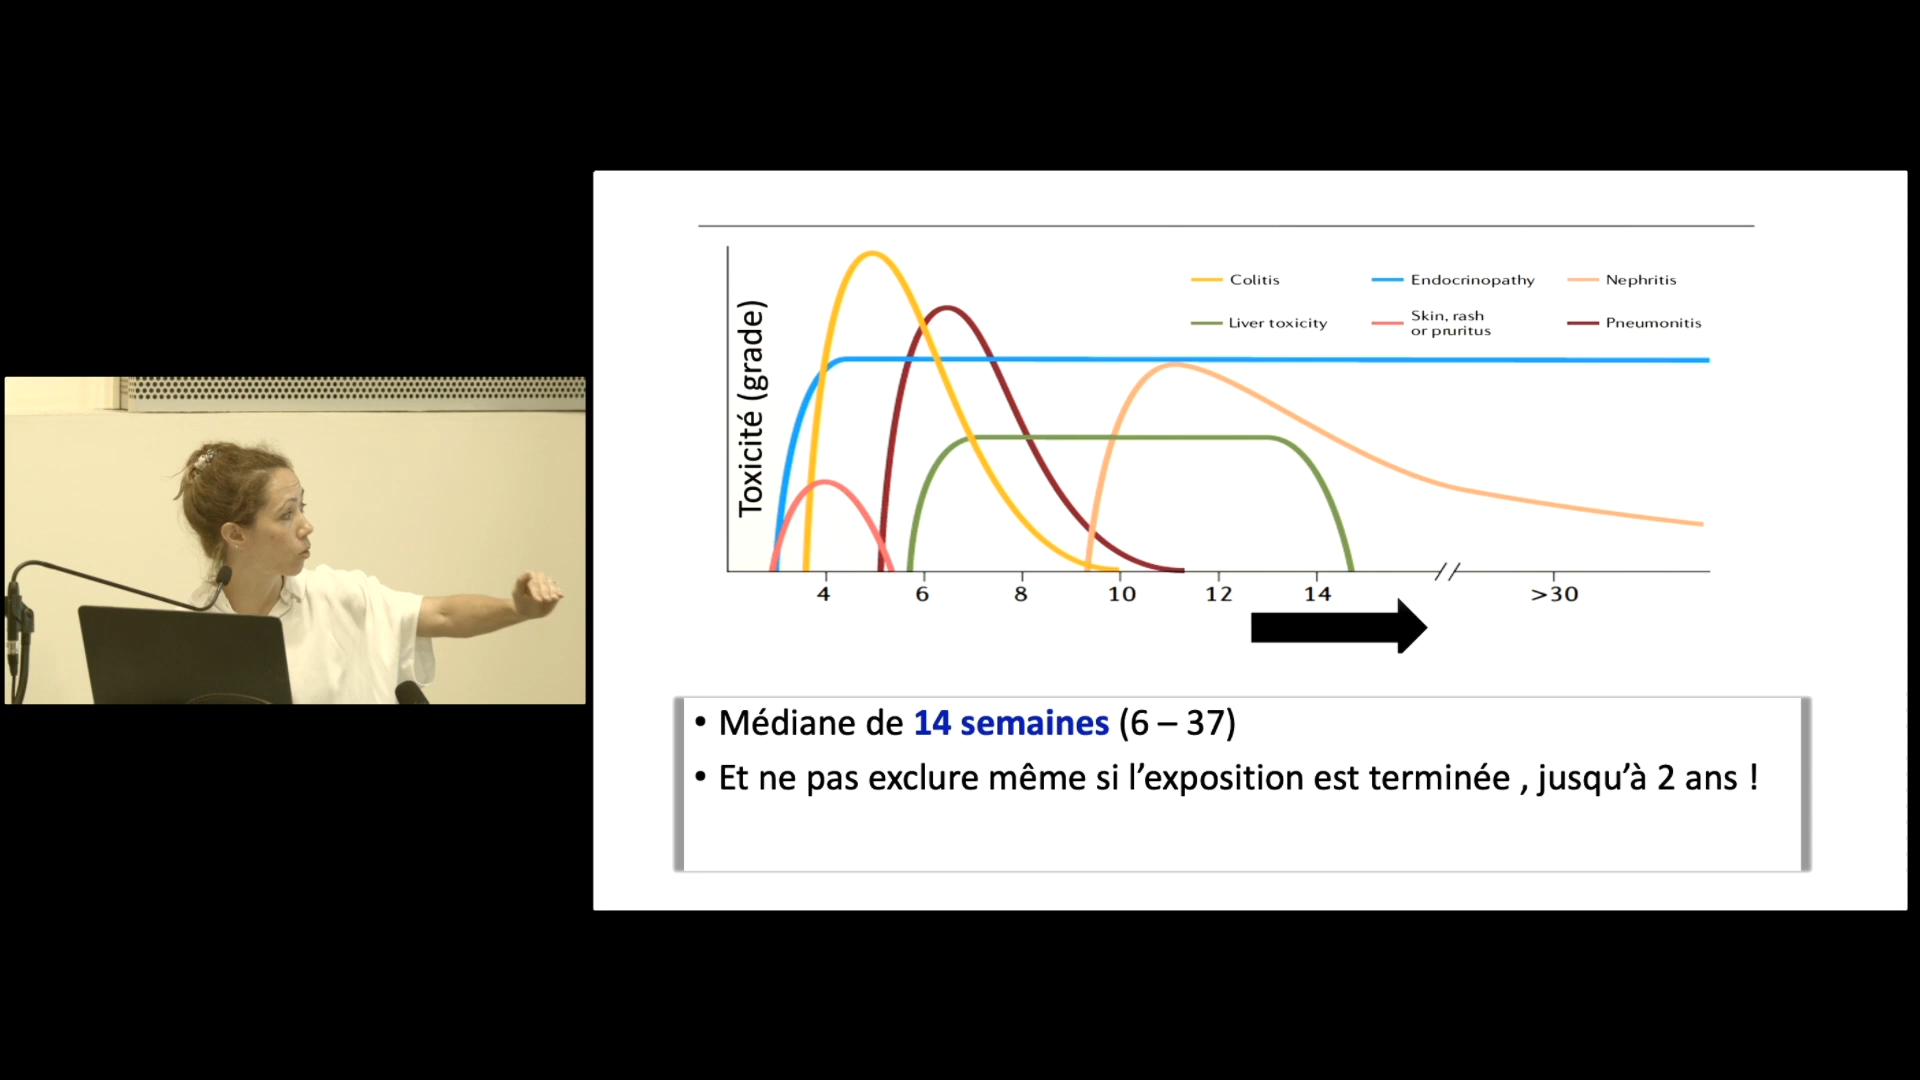 Colitis
Endocrinopathy
Nephritis
Liver toxicity
Skin, rash
or pruritus
Pneumonitis
Toxicité (grade)
4 6 8 10 12 14 >30
• Médiane de 14 semaines (6 – 37)
• Et ne pas exclure même si l’exposition est terminée , jusqu’à 2 ans !